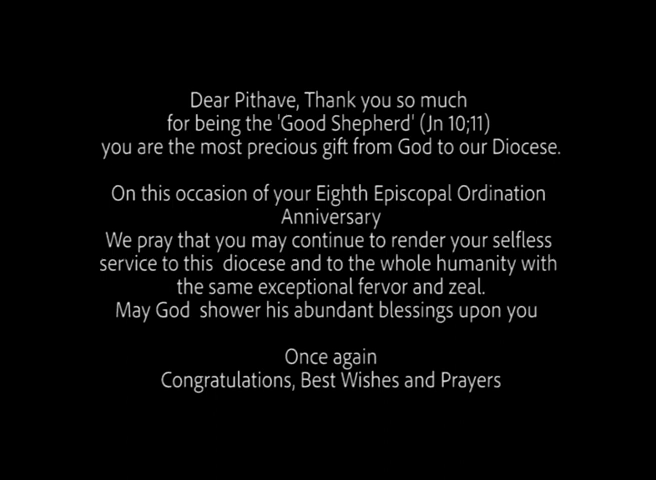 Dear Pithave, Thank you so much
for being the 'Good Shepherd' (Jn 10;11)
you are the most precious gift from God to our Diocese.
On this occasion of your Eighth Episcopal Ordination
Anniversary
We pray that you may continue to render your selfless
service to this diocese and to the whole humanity with
the same exceptional fervor and zeal.
May God shower his abundant blessings upon you
Once again
Congratulations, Best Wishes and Prayers